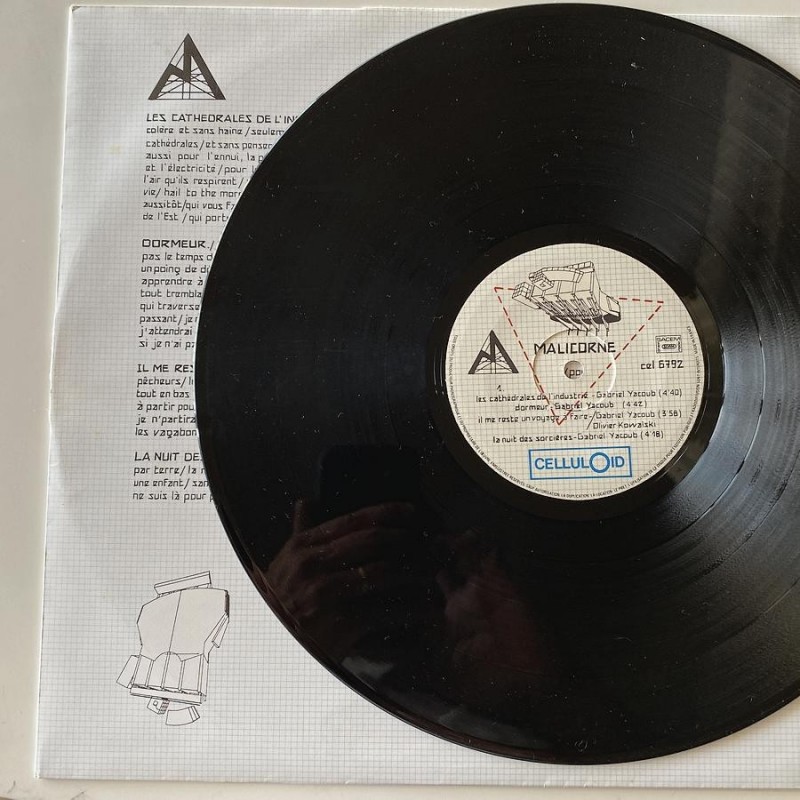 LES CATHEDRALES DE L'IN
colère et sans haine/seulem
cathédrales/et sans penser
aussi pour l'ennui, la p
et l'électricité/pour l
l'air qu'ils respirent/
vie/hail to the mor
aussitôt/qui vous f
de l'Est/qui port
DORMEUR./
pas le temps d
un poing de d
apprendre à
tout trembla
qui traverse
passant/je
j'attendrai
si je n'ai p
IL ME RES
pêcheurs/l
tout en bas
à partir pou
je n'partira
les vagabon
LA NUIT DES
par terre/la n
une enfant/san
ne suis là pour p
MALICORNE
SACEM
cel 6792
1.
les cathédrales de l'industrie - Gabriel Yacoub (4'40)
dormeur - Gabriel Yacoub (4'42)
il me reste un voyage à faire - Gabriel Yacoub (3'58)
/Olivier Kowalski
la nuit des sorcières - Gabriel Yacoub (4'18)
CELLULOID